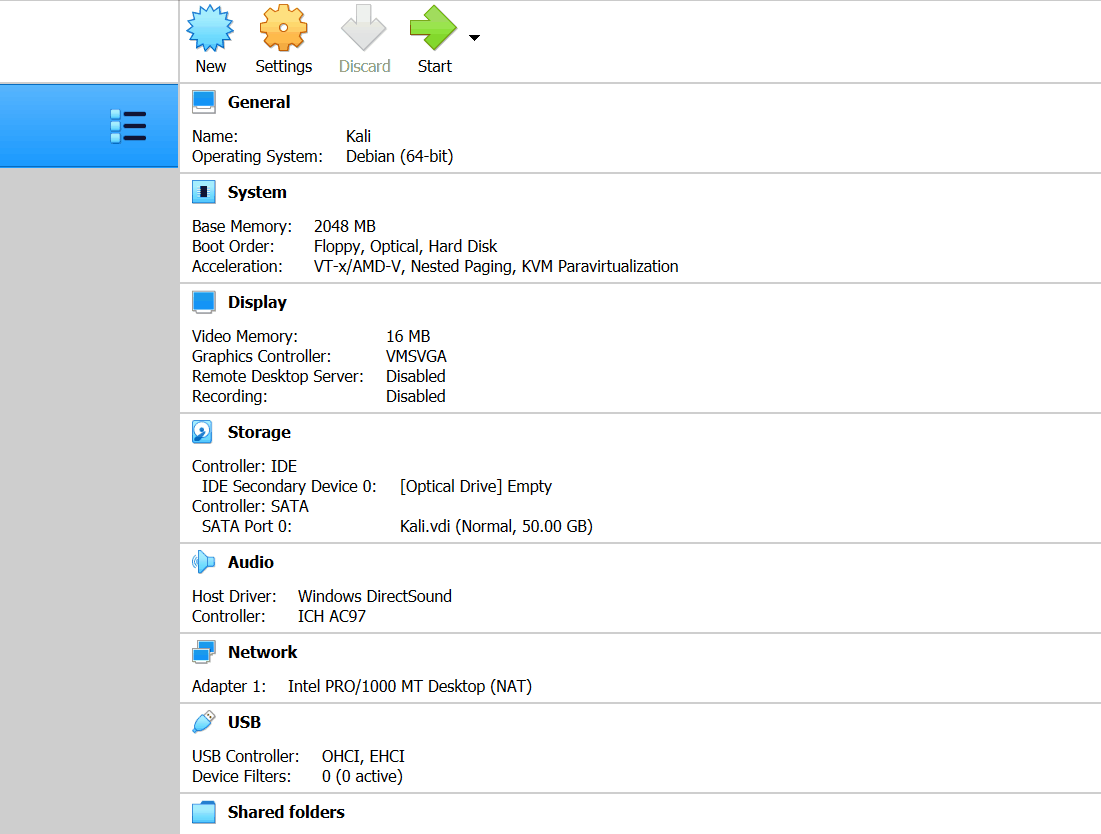 New Settings Discard Start
General
Name: Kali
Operating System: Debian (64-bit)
System
Base Memory: 2048 MB
Boot Order: Floppy, Optical, Hard Disk
Acceleration: VT-x/AMD-V, Nested Paging, KVM Paravirtualization
Display
Video Memory: 16 MB
Graphics Controller: VMSVGA
Remote Desktop Server: Disabled
Recording: Disabled
Storage
Controller: IDE
IDE Secondary Device 0: [Optical Drive] Empty
Controller: SATA
SATA Port 0: Kali.vdi (Normal, 50.00 GB)
Audio
Host Driver: Windows DirectSound
Controller: ICH AC97
Network
Adapter 1: Intel PRO/1000 MT Desktop (NAT)
USB
USB Controller: OHCI, EHCI
Device Filters: 0 (0 active)
Shared folders